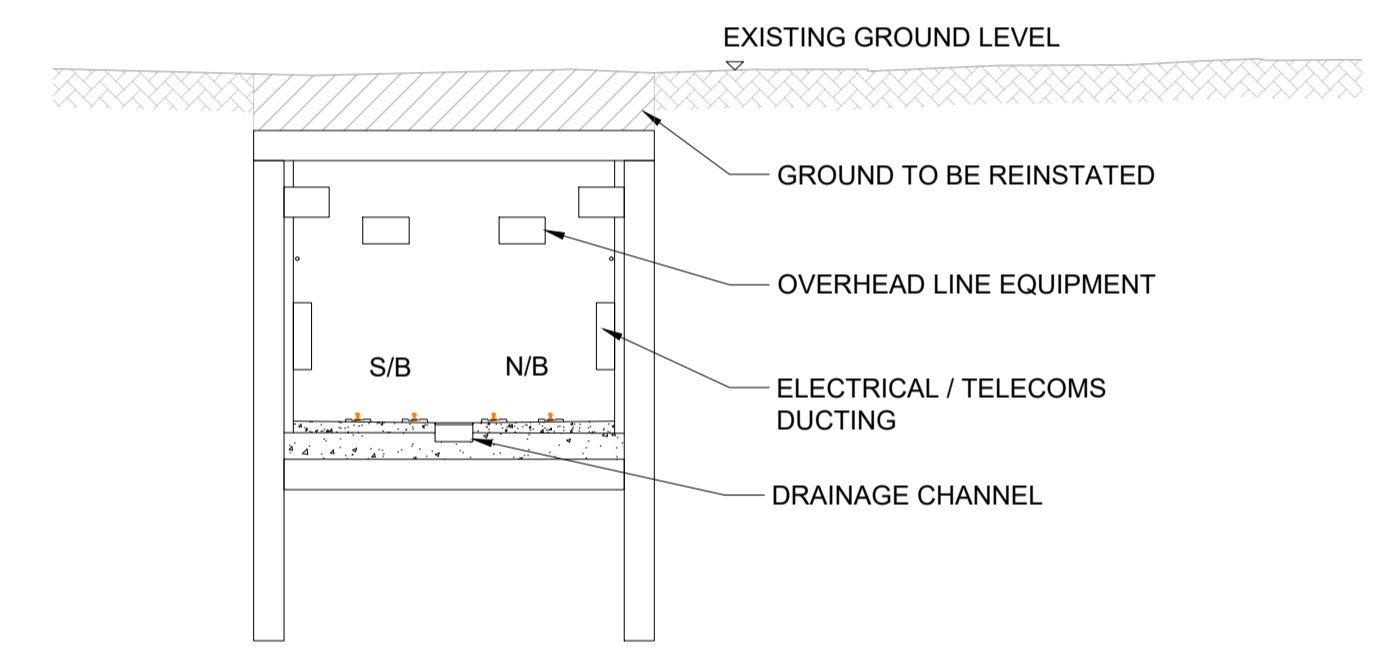 EXISTING GROUND LEVEL
GROUND TO BE REINSTATED
OVERHEAD LINE EQUIPMENT
S/B
N/B
ELECTRICAL / TELECOMS
DUCTING
DRAINAGE CHANNEL